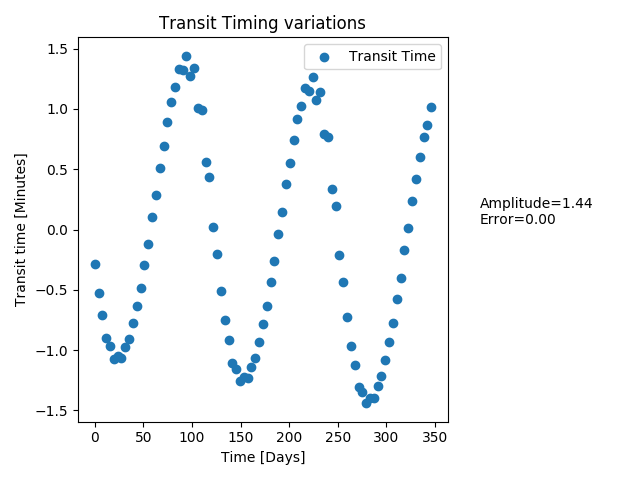 Transit Timing variations
Transit Time
Transit time [Minutes]
1.5
1.0
0.5
0.0
−0.5
−1.0
−1.5
0 50 100 150 200 250 300 350
Time [Days]
Amplitude=1.44
Error=0.00